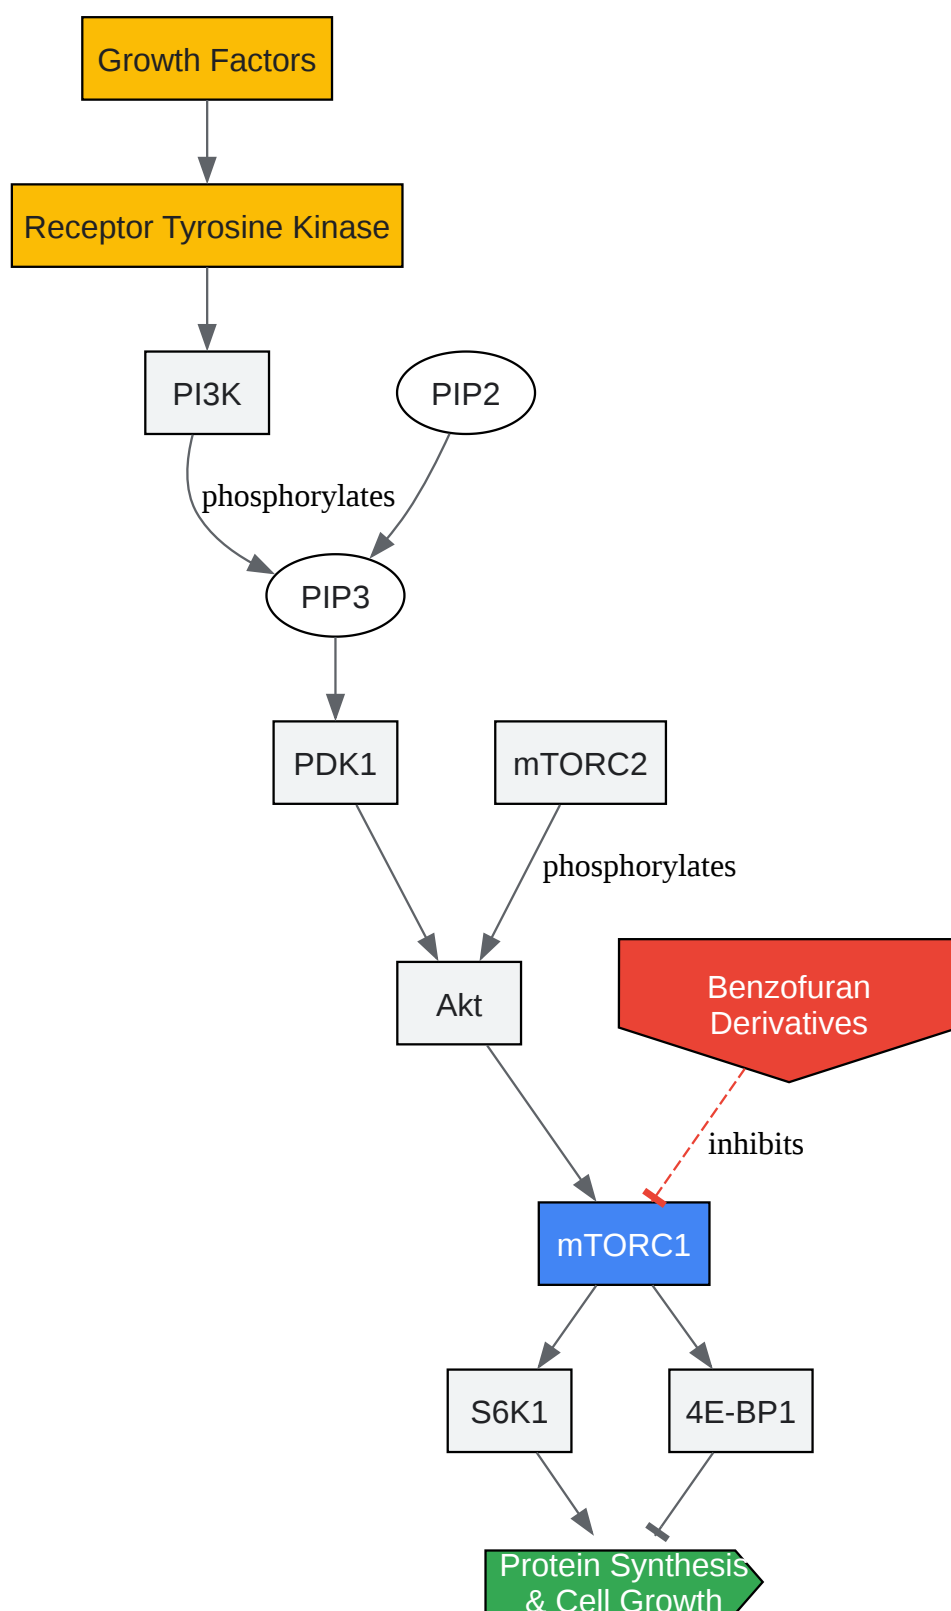 Growth Factors
Receptor Tyrosine Kinase
PI3K
PIP2
phosphorylates
PIP3
PDK1
mTORC2
phosphorylates
Akt
Benzofuran
Derivatives
inhibits
mTORC1
S6K1
4E-BP1
Protein Synthesis
& Cell Growth